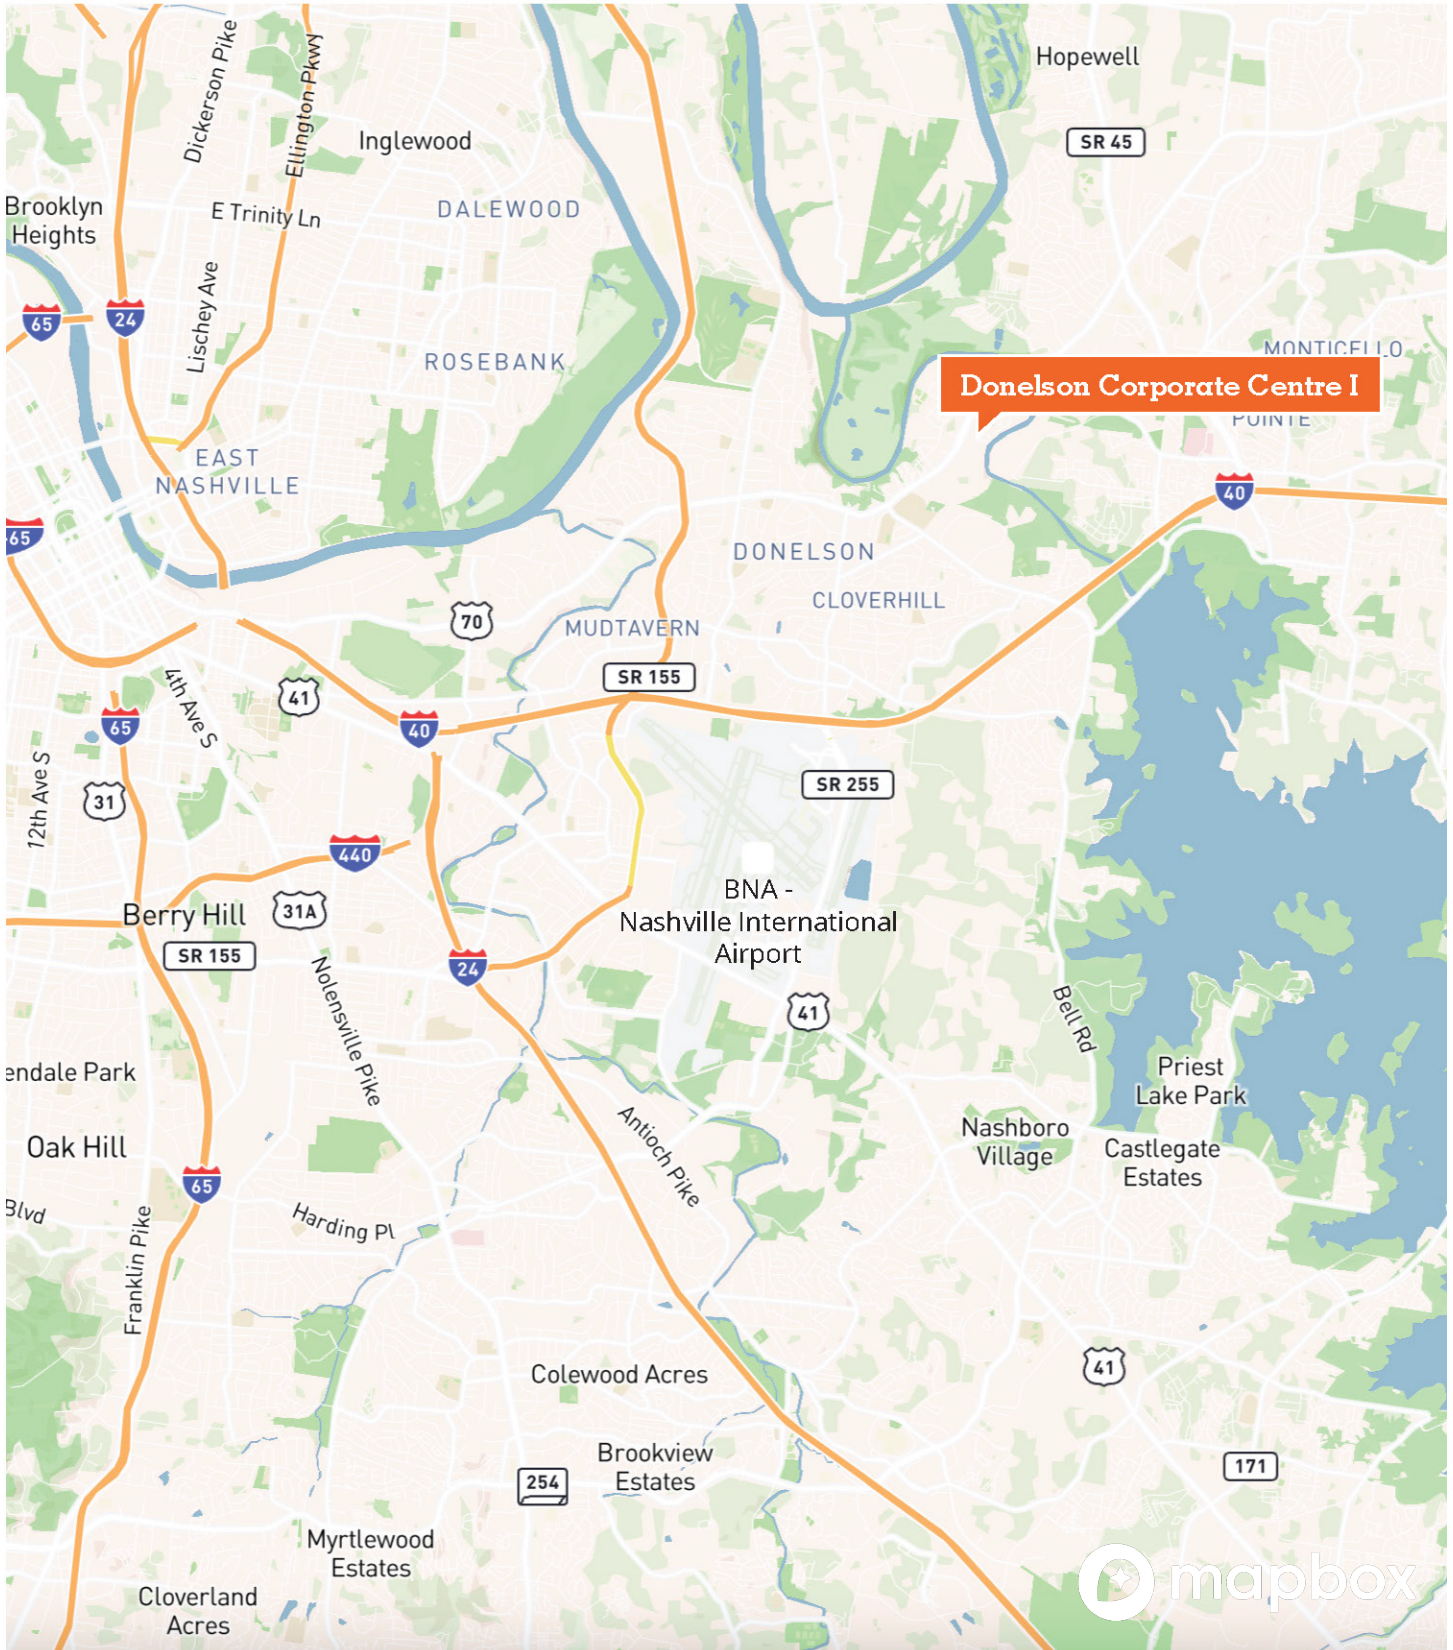 Hopewell
Dickerson Pike
Ellington Pkwy
Inglewood
SR 45
Brooklyn
Heights
E Trinity Ln
DALEWOOD
Lischey Ave
65
24
ROSEBANK
MONTICELLO
Donelson Corporate Centre I
POINTE
EAST
NASHVILLE
40
65
DONELSON
CLOVERHILL
70
MUDTAVERN
SR 155
4th Ave S
41
65
40
12th Ave S
31
SR 255
440
BNA -
Nashville International
Airport
Berry Hill
31A
SR 155
24
Nolensville Pike
41
Bell Rd
endale Park
Priest
Lake Park
Antioch Pike
Nashboro
Village
Oak Hill
Castlegate
Estates
65
Blvd
Harding Pl
Franklin Pike
Colewood Acres
41
Brookview
Estates
171
254
Myrtlewood
Estates
mapbox
Cloverland
Acres